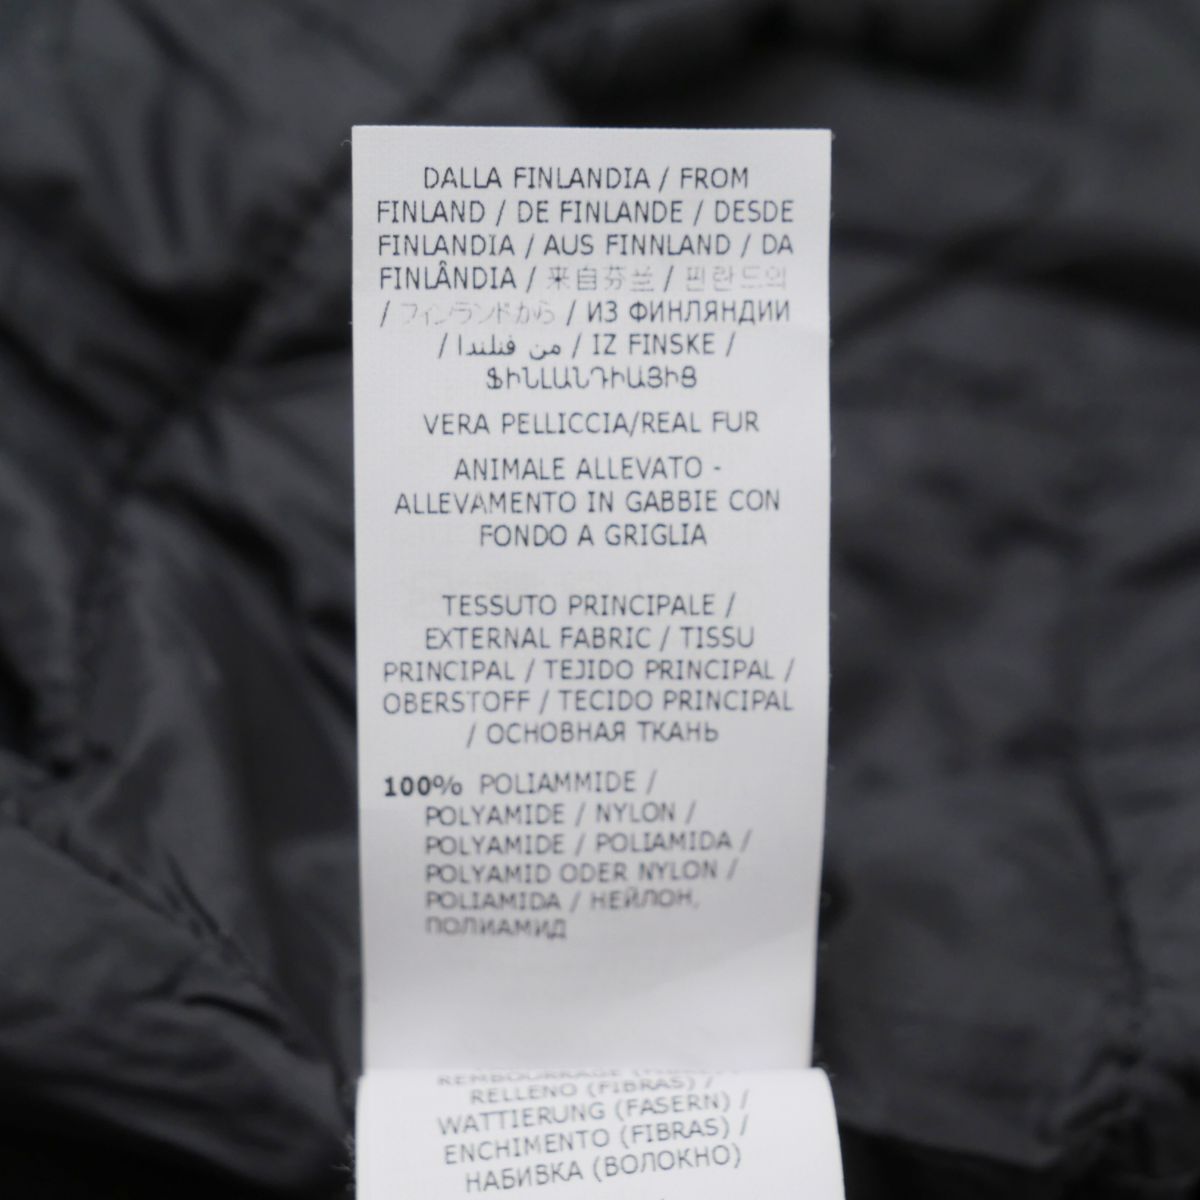 DALLA FINLANDIA / FROM
FINLAND / DE FINLANDE / DESDE
FINLANDIA / AUS FINNLAND / DA
FINLÂNDIA / 来自芬兰 / 핀란드의
/ フィンランドから / ИЗ ФИНЛЯНДИИ
/ من فنلندا / IZ FINSKE /
ՖԻՆԼԱՆԴԻԱՅԻՑ
VERA PELLICCIA/REAL FUR
ANIMALE ALLEVATO -
ALLEVAMENTO IN GABBIE CON
FONDO A GRIGLIA
TESSUTO PRINCIPALE /
EXTERNAL FABRIC / TISSU
PRINCIPAL / TEJIDO PRINCIPAL /
OBERSTOFF / TECIDO PRINCIPAL
/ ОСНОВНАЯ ТКАНЬ
100% POLIAMMIDE /
POLYAMIDE / NYLON /
POLYAMIDE / POLIAMIDA /
POLYAMID ODER NYLON /
POLIAMIDA / НЕЙЛОН,
ПОЛИАМИД
REMBOURRAGE
RELLENO (FIBRAS) /
WATTIERUNG (FASERN) /
ENCHIMENTO (FIBRAS) /
НАБИВКА (ВОЛОКНО)